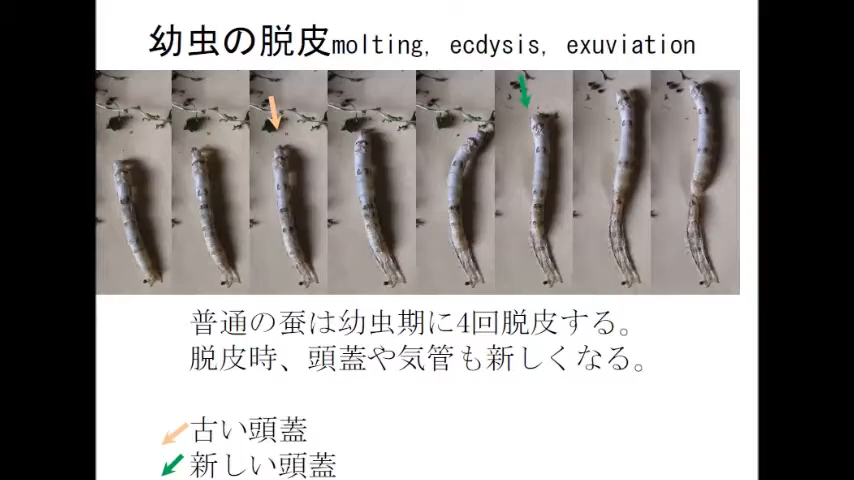 幼虫の脱皮molting, ecdysis, exuviation
普通の蚕は幼虫期に4回脱皮する。
脱皮時、頭蓋や気管も新しくなる。
古い頭蓋
新しい頭蓋